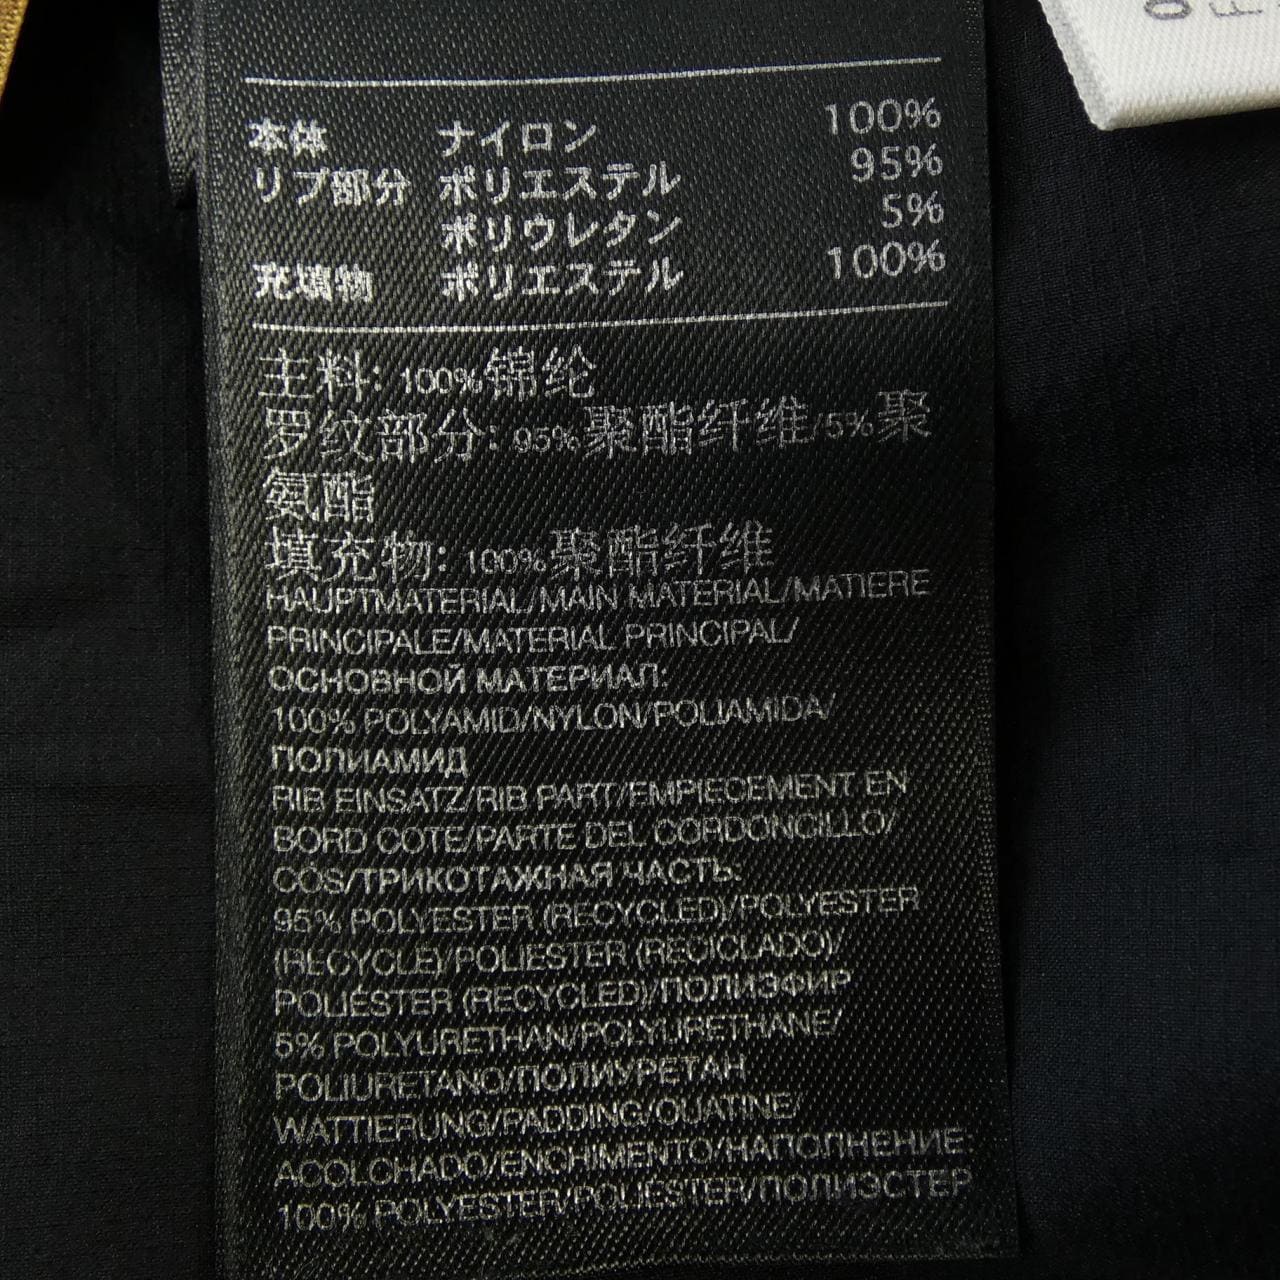 本体 ナイロン 100%
リブ部分 ポリエステル 95%
ポリウレタン 5%
充填物 ポリエステル 100%
主料: 100%锦纶
罗纹部分: 95%聚酯纤维/5%聚
氨酯
填充物: 100%聚酯纤维
HAUPTMATERIAL/MAIN MATERIAL/MATIERE
PRINCIPALE/MATERIAL PRINCIPAL/
ОСНОВНОЙ МАТЕРИАЛ:
100% POLYAMID/NYLON/POLIAMIDA/
ПОЛИАМИД
RIB EINSATZ/RIB PART/EMPIECEMENT EN
BORD COTE/PARTE DEL CORDONCILLO/
CÓS/ТРИКОТАЖНАЯ ЧАСТЬ:
95% POLYESTER (RECYCLED)/POLYESTER
(RECYCLE)/POLIESTER (RECICLADO)/
POLIÉSTER (RECYCLED)/ПОЛИЭФИР
5% POLYURETHAN/POLYURETHANE/
POLIURETANO/ПОЛИУРЕТАН
WATTIERUNG/PADDING/OUATINE/
ACOLCHADO/ENCHIMENTO/НАПОЛНЕНИЕ:
100% POLYESTER/POLIÉSTER/ПОЛИЭСТЕР